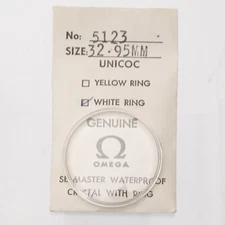 No: 5123
SIZE: 32.95MM
UNICOC
YELLOW RING
WHITE RING
GENUINE
Ω
OMEGA
SEAMASTER WATERPROOF
CRYSTAL WITH RING